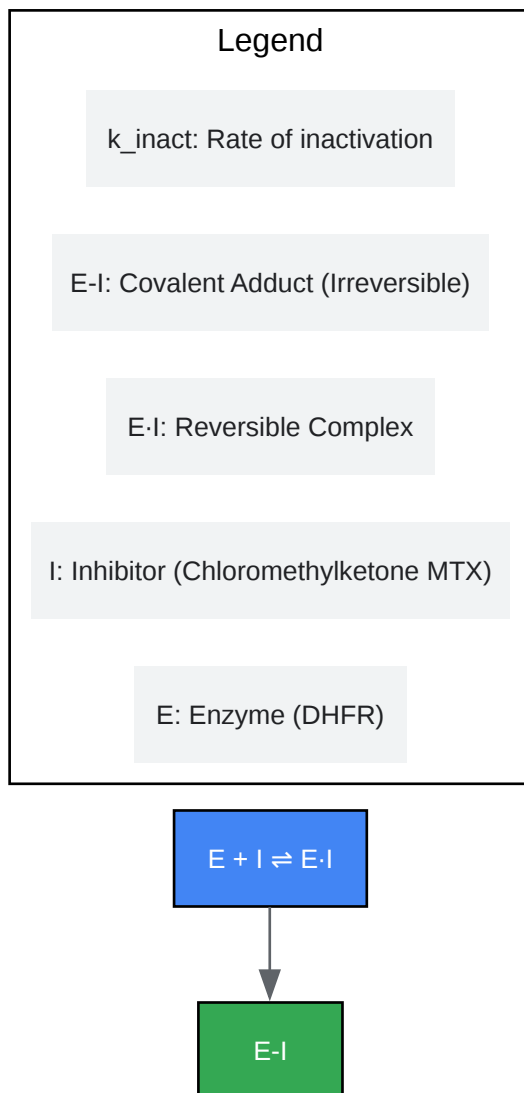 Legend
k_inact: Rate of inactivation
E-I: Covalent Adduct (Irreversible)
E·I: Reversible Complex
I: Inhibitor (Chloromethylketone MTX)
E: Enzyme (DHFR)
E + I ⇌ E·I
E-I